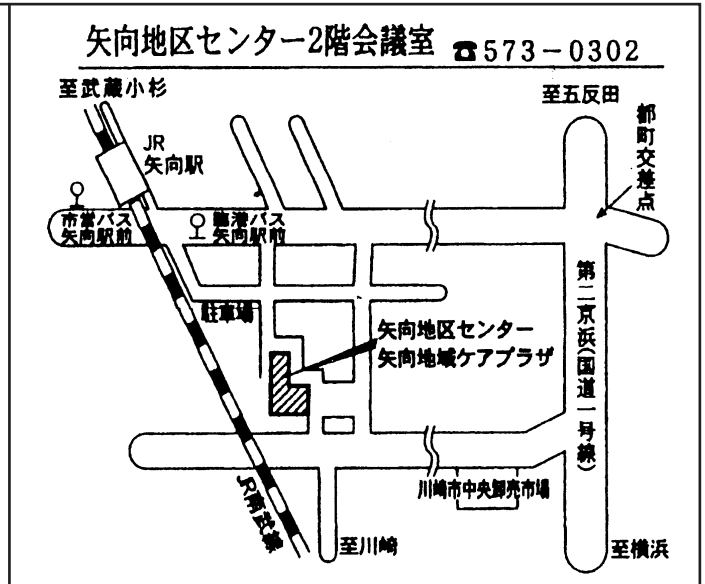 矢向地区センター2階会議室 ☎573-0302
至武蔵小杉
至五反田
都町交差点
JR
矢向駅
市営バス
矢向駅前
臨港バス
矢向駅前
駐車場
矢向地区センター
矢向地域ケアプラザ
第二京浜(国道一号線)
川崎市中央卸売市場
JR南武線
至川崎
至横浜